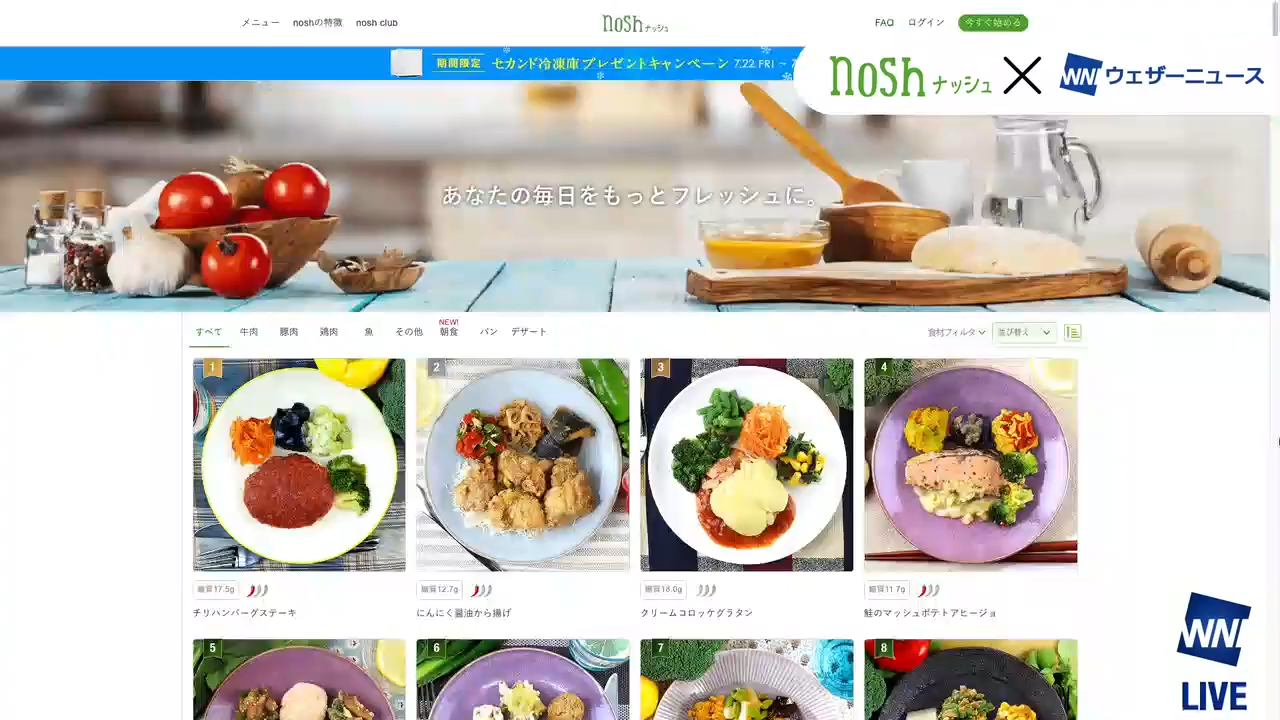 メニュー noshの特徴 nosh club
nosh ナッシュ
FAQ ログイン 今すぐ始める
期間限定 セカンド冷凍庫プレゼントキャンペーン 7.22 FRI ~
nosh ナッシュ × WNI ウェザーニュース
あなたの毎日をもっとフレッシュに。
すべて 牛肉 豚肉 鶏肉 魚 その他 NEW! 朝食 パン デザート
食材フィルタ 並び替え
1 2 3 4
糖質17.5g 糖質12.7g 糖質18.0g 糖質11.7g
チリハンバーグステーキ にんにく醤油から揚げ クリームコロッケグラタン 鮭のマッシュポテトアヒージョ
5 6 7 8
WNI
LIVE